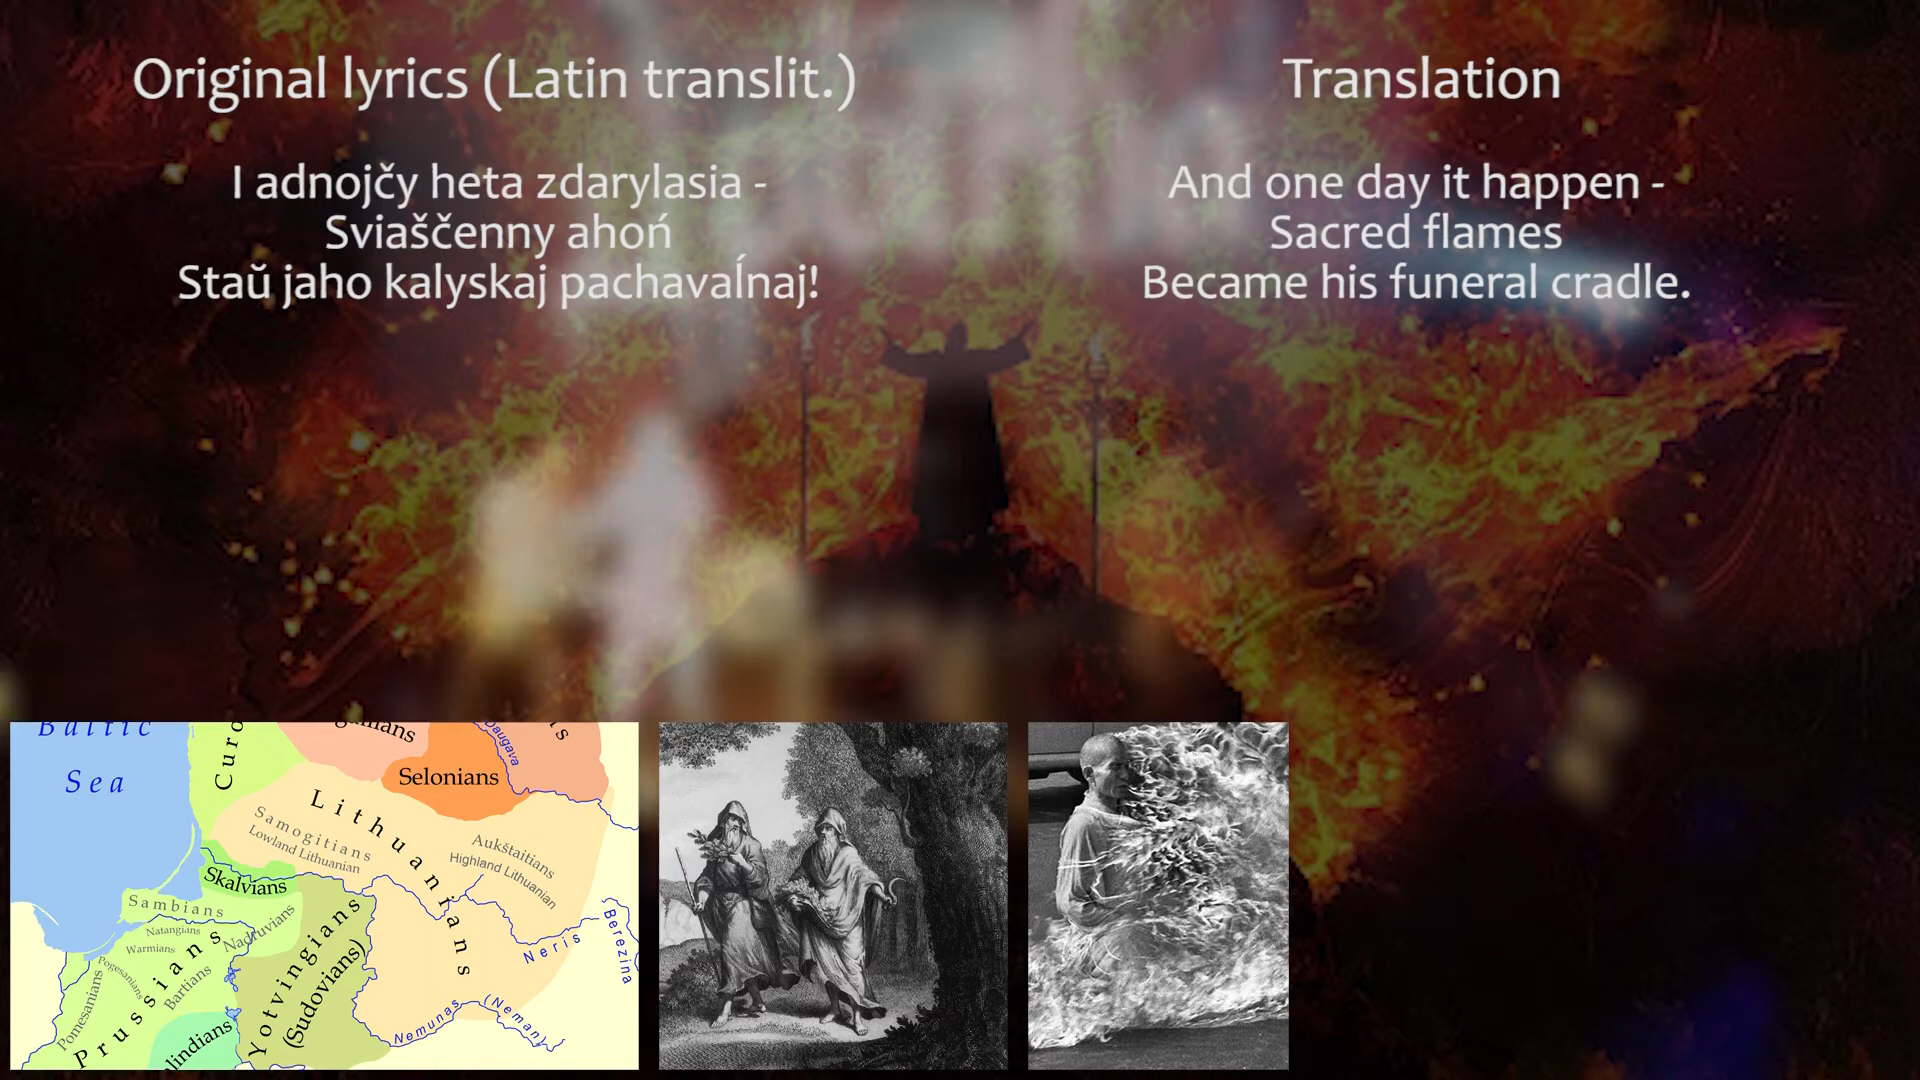 Original lyrics (Latin translit.)
I adnojčy heta zdarylasia -
Sviaščenny ahoń
Staŭ jaho kalyskaj pachavaĺnaj!
Translation
And one day it happen -
Sacred flames
Became his funeral cradle.
Baltic
Sea
Selonians
Daugava
Lithuanians
Samogitians
Lowland Lithuanian
Aukštaitians
Highland Lithuanian
Skalvians
Sambians
Natangians
Warmians
Nadruvians
Pogesanians
Bartians
Pomesanians
Prussians
Yotvingians
(Sudovians)
Neris
Berezina
Nemunas (Neman)